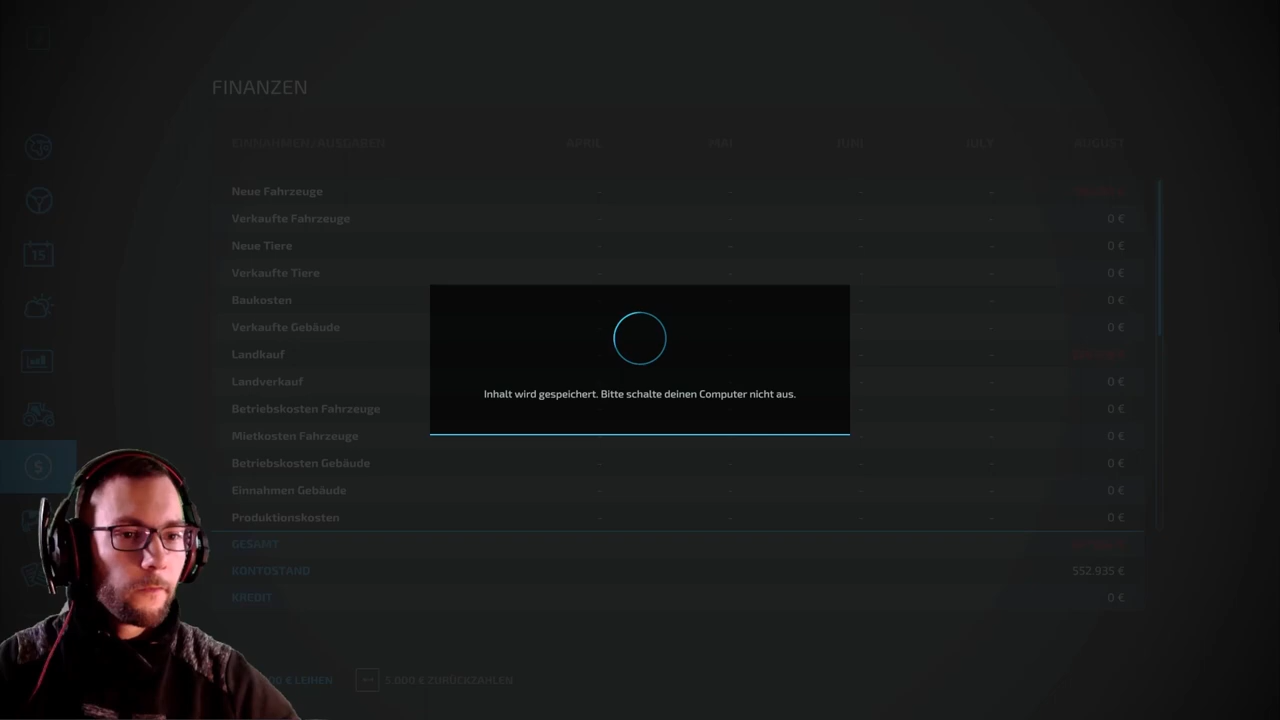 FINANZEN
EINNAHMEN/AUSGABEN APRIL MAI JUNI JULY AUGUST
Neue Fahrzeuge - - - -
Verkaufte Fahrzeuge - - - - 0 €
Neue Tiere - - - - 0 €
Verkaufte Tiere - - - - 0 €
Baukosten - 0 €
Verkaufte Gebäude - 0 €
Landkauf - -
Landverkauf - - 0 €
Betriebskosten Fahrzeuge - - 0 €
Mietkosten Fahrzeuge - - 0 €
Betriebskosten Gebäude - - - - 0 €
Einnahmen Gebäude - - - - 0 €
Produktionskosten - - - - 0 €
GESAMT
KONTOSTAND 552.935 €
KREDIT 0 €
Inhalt wird gespeichert. Bitte schalte deinen Computer nicht aus.
15
$
€ LEIHEN 5.000 € ZURÜCKZAHLEN